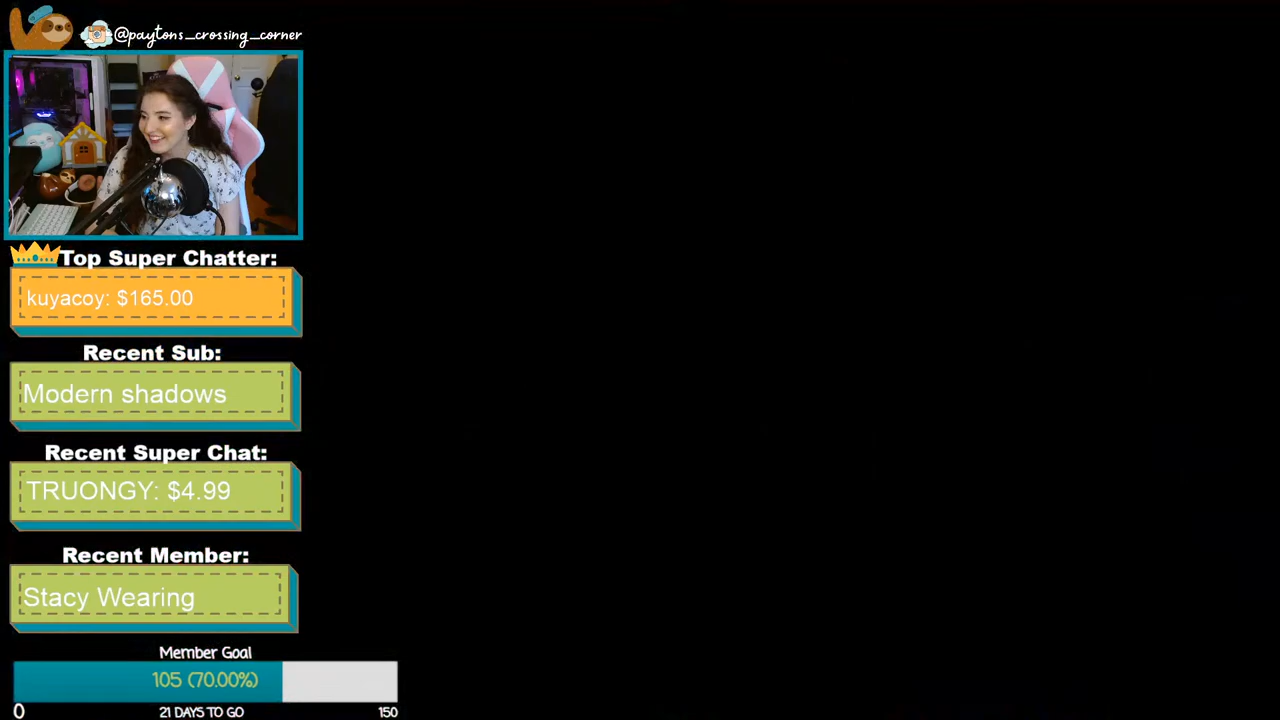 @paytons_crossing_corner
Top Super Chatter:
kuyacoy: $165.00
Recent Sub:
Modern shadows
Recent Super Chat:
TRUONGY: $4.99
Recent Member:
Stacy Wearing
Member Goal
105 (70.00%)
0 21 DAYS TO GO 150